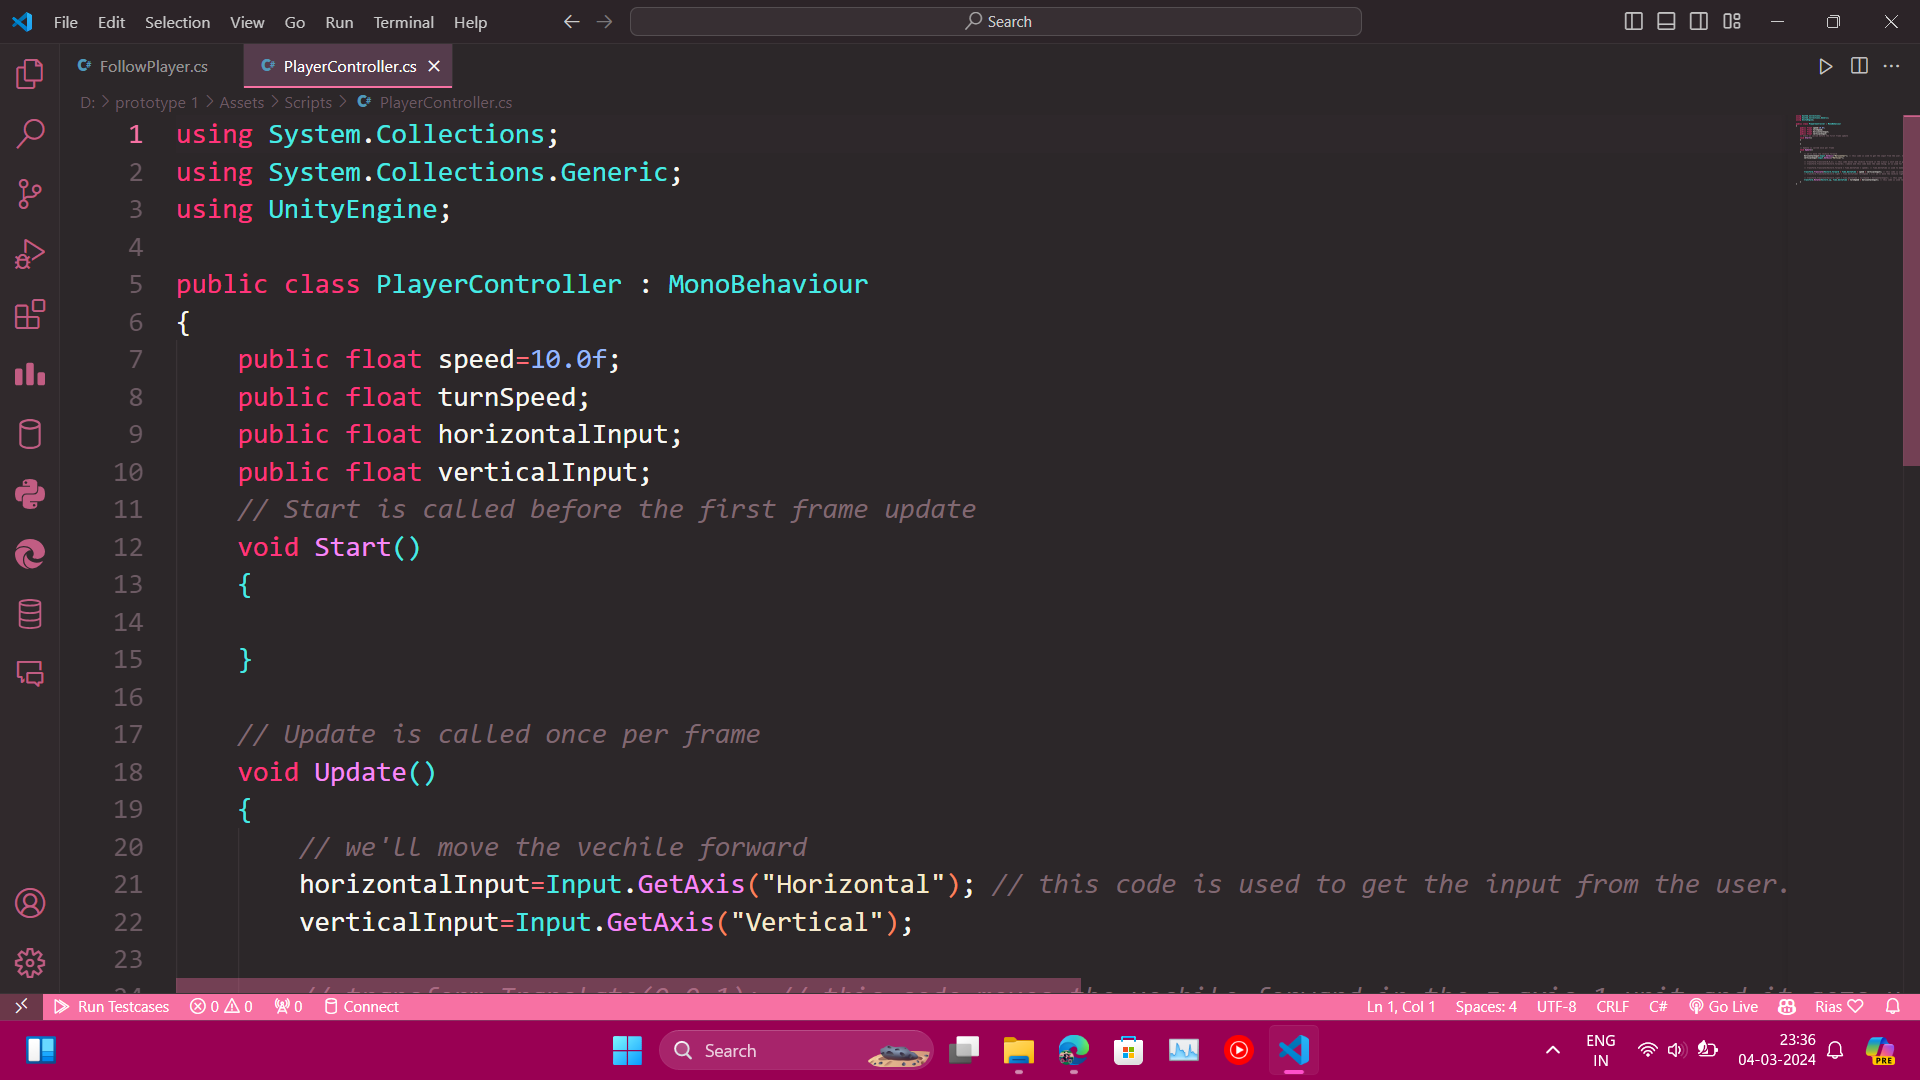 File Edit Selection View Go Run Terminal Help
Search
FollowPlayer.cs
PlayerController.cs
D: > prototype 1 > Assets > Scripts > PlayerController.cs
1 using System.Collections;
2 using System.Collections.Generic;
3 using UnityEngine;
4
5 public class PlayerController : MonoBehaviour
6 {
7 public float speed=10.0f;
8 public float turnSpeed;
9 public float horizontalInput;
10 public float verticalInput;
11 // Start is called before the first frame update
12 void Start()
13 {
14
15 }
16
17 // Update is called once per frame
18 void Update()
19 {
20 // we'll move the vechile forward
21 horizontalInput=Input.GetAxis("Horizontal"); // this code is used to get the input from the user.
22 verticalInput=Input.GetAxis("Vertical");
23
Run Testcases 0 0 0 Connect Ln 1, Col 1 Spaces: 4 UTF-8 CRLF C# Go Live Rias
Search
ENG
IN
23:36
04-03-2024
PRE